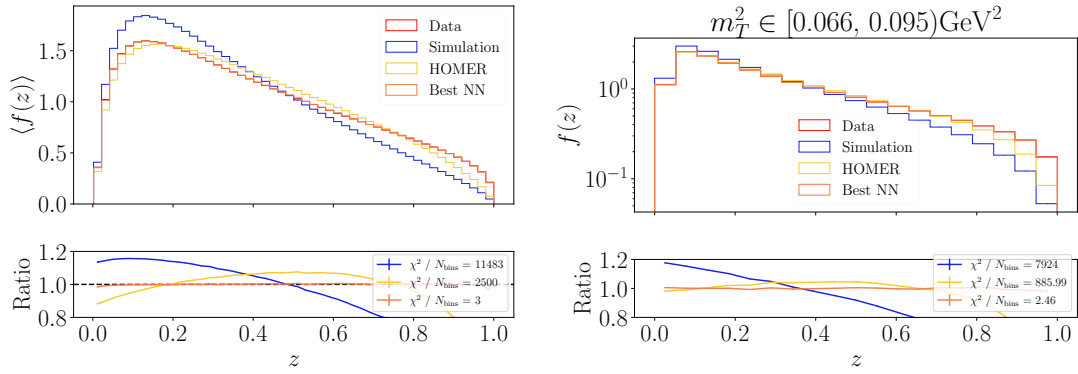 ⟨f(z)⟩
1.5
1.0
0.5
0.0
Data
Simulation
HOMER
Best NN
Ratio
1.2
1.0
0.8
χ² / N_bins = 11483
χ² / N_bins = 2500
χ² / N_bins = 3
0.0 0.2 0.4 0.6 0.8 1.0
z
m_T² ∈ [0.066, 0.095)GeV²
f(z)
10⁰
10⁻¹
Data
Simulation
HOMER
Best NN
Ratio
1.2
1.0
0.8
χ² / N_bins = 7924
χ² / N_bins = 885.99
χ² / N_bins = 2.46
0.0 0.2 0.4 0.6 0.8 1.0
z